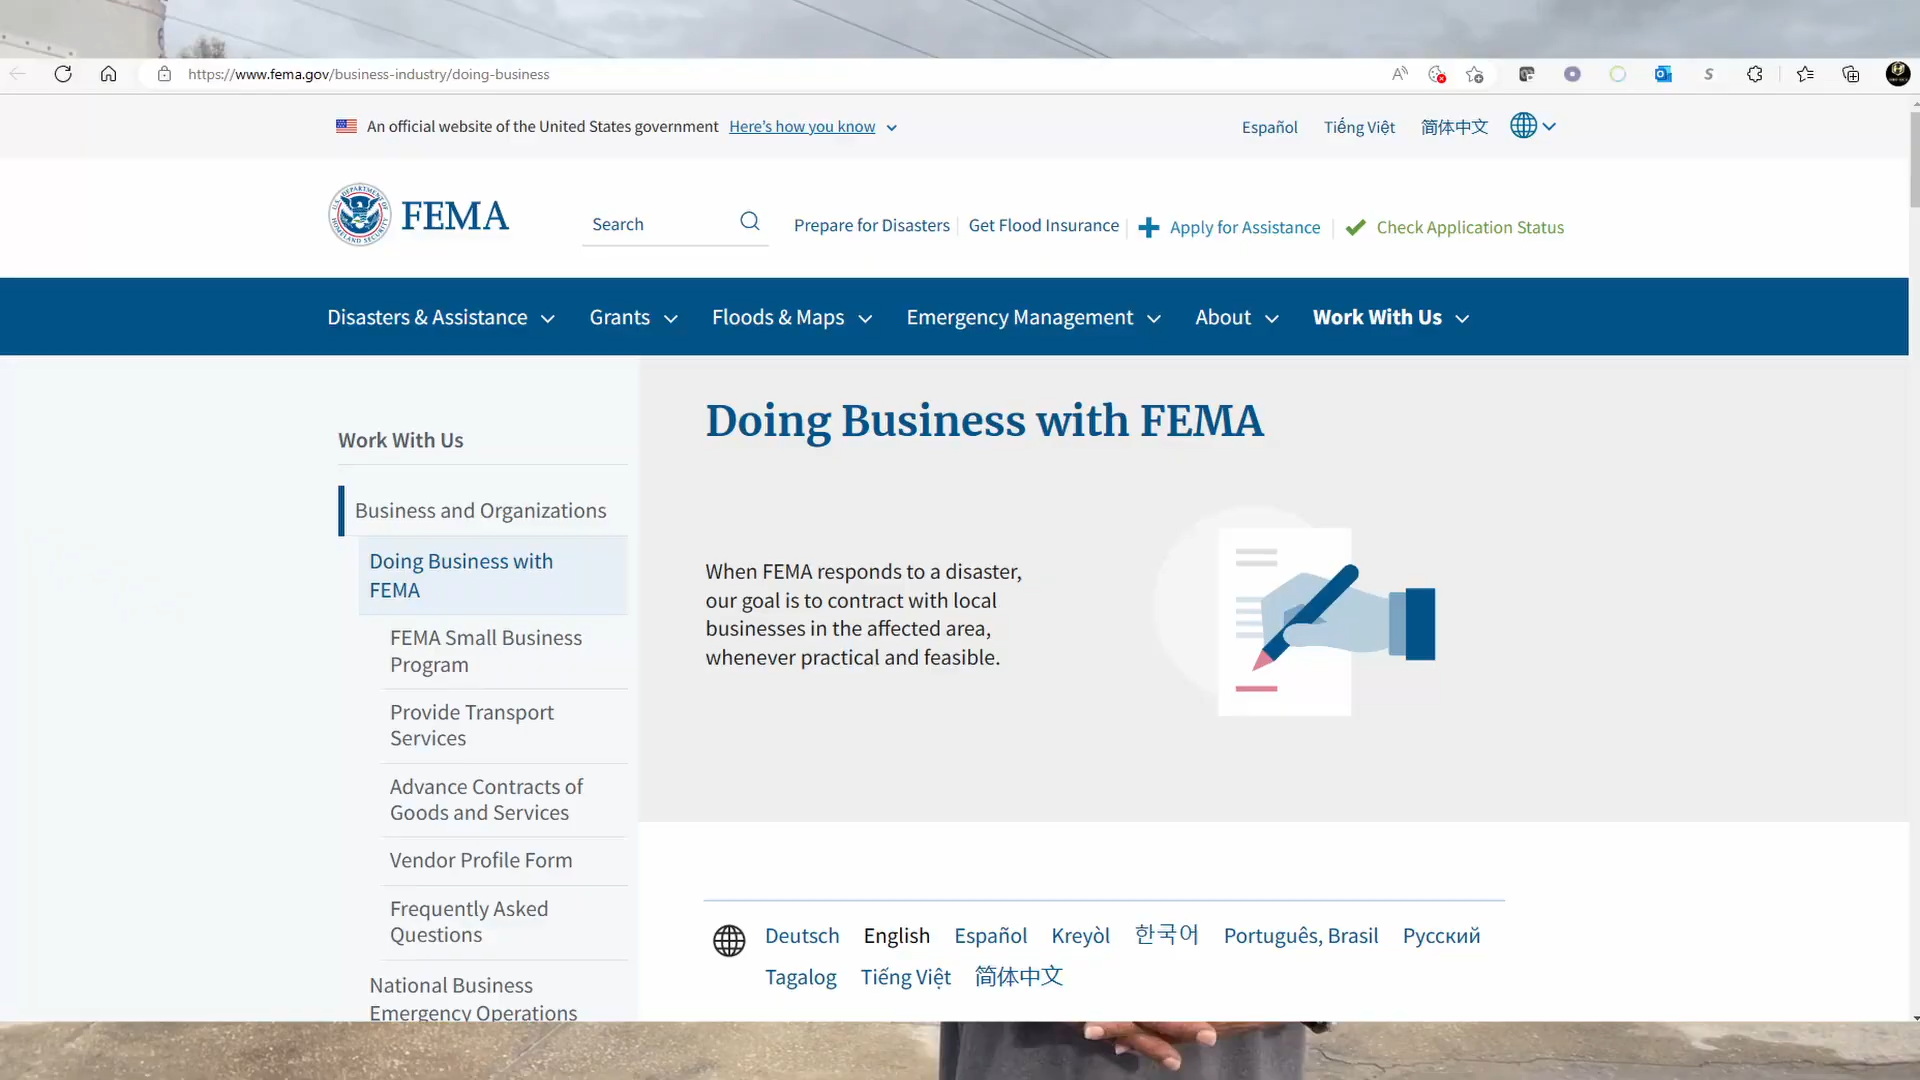 https://www.fema.gov/business-industry/doing-business
An official website of the United States government Here's how you know
Español Tiếng Việt 简体中文
FEMA
Search
Prepare for Disasters Get Flood Insurance Apply for Assistance Check Application Status
Disasters & Assistance Grants Floods & Maps Emergency Management About Work With Us
Work With Us
Business and Organizations
Doing Business with
FEMA
FEMA Small Business
Program
Provide Transport
Services
Advance Contracts of
Goods and Services
Vendor Profile Form
Frequently Asked
Questions
National Business
Emergency Operations
Doing Business with FEMA
When FEMA responds to a disaster,
our goal is to contract with local
businesses in the affected area,
whenever practical and feasible.
Deutsch English Español Kreyòl 한국어 Português, Brasil Русский
Tagalog Tiếng Việt 简体中文